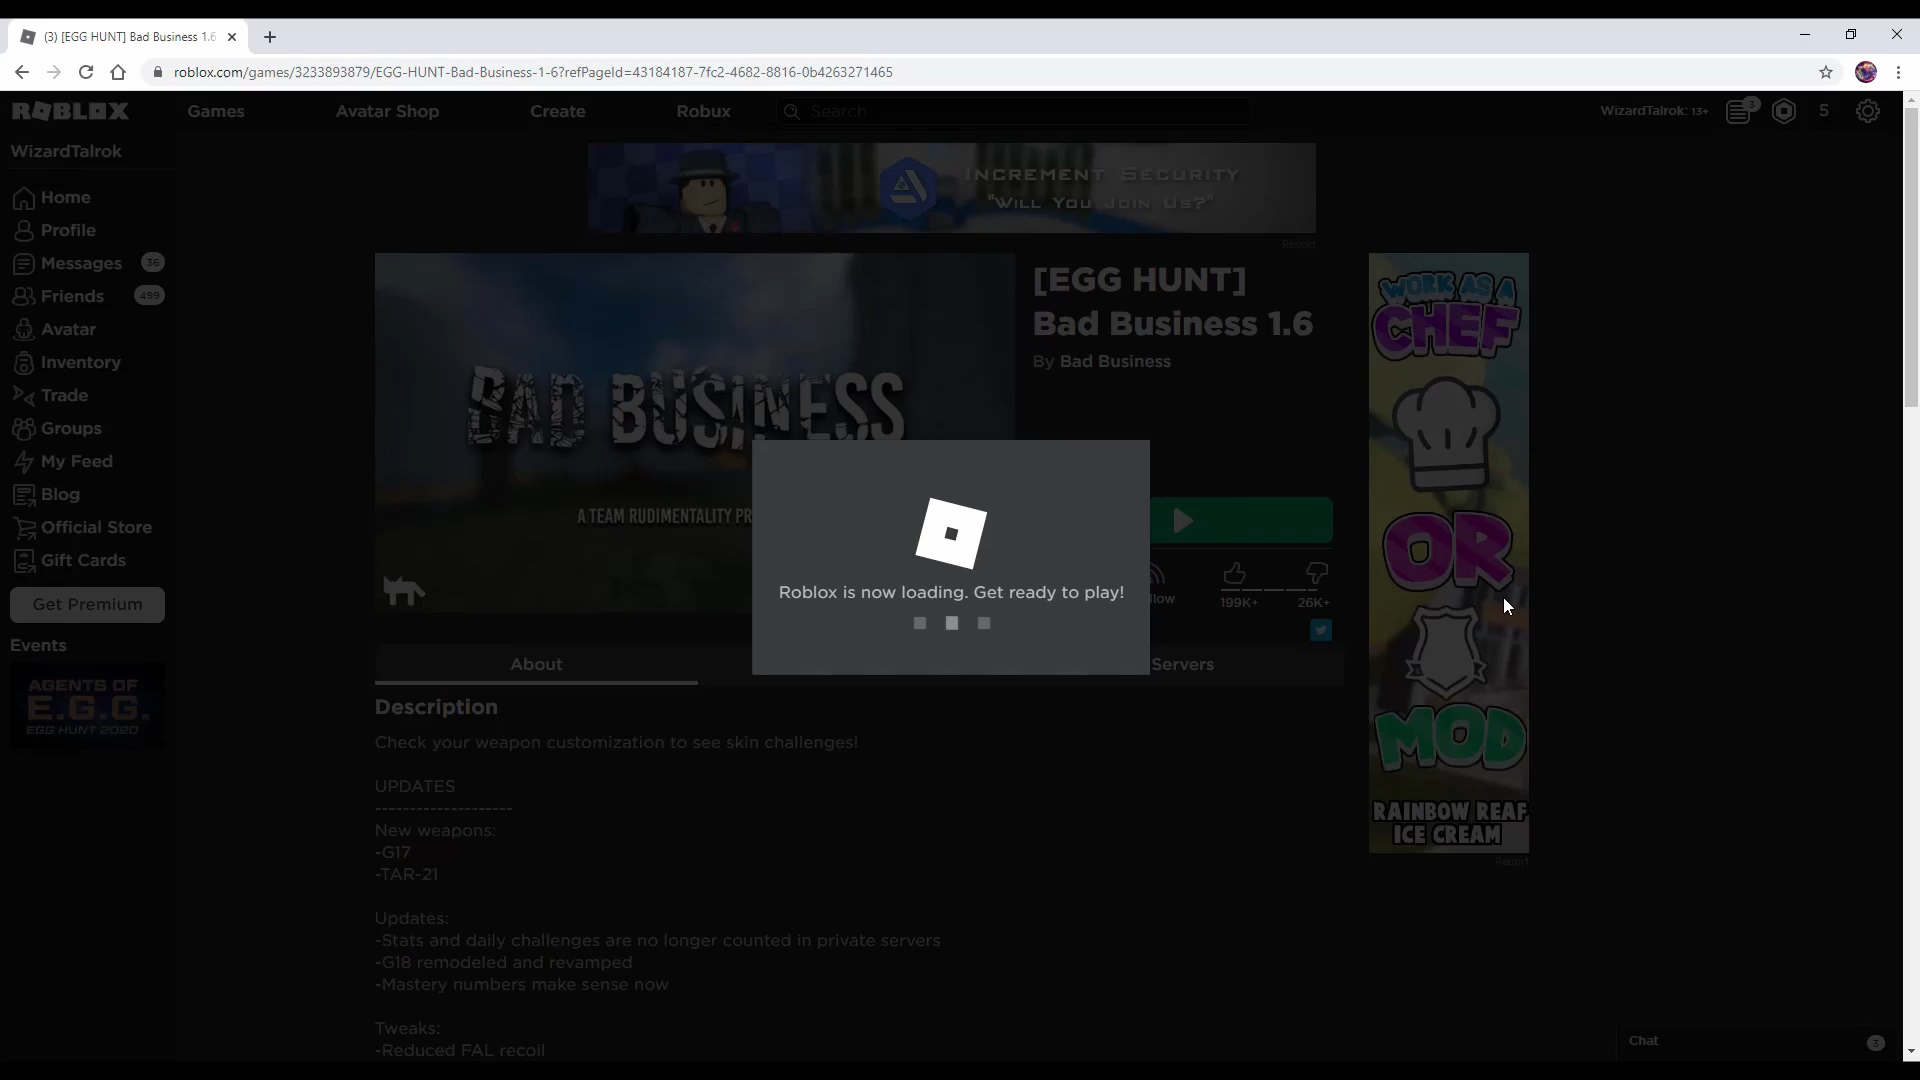 (3) [EGG HUNT] Bad Business 1.6
roblox.com/games/3233893879/EGG-HUNT-Bad-Business-1-6?refPageId=43184187-7fc2-4682-8816-0b4263271465
ROBLOX
Games
Avatar Shop
Create
Robux
Search
WizardTalrok: 13+
3
5
WizardTalrok
Home
Profile
Messages
36
Friends
499
Avatar
Inventory
Trade
Groups
My Feed
Blog
Official Store
Gift Cards
Get Premium
Events
AGENTS OF
E.G.G.
EGG HUNT 2020
INCREMENT SECURITY
"WILL YOU JOIN US?"
Report
BAD BUSINESS
A TEAM RUDIMENTALITY PR
[EGG HUNT]
Bad Business 1.6
By Bad Business
Roblox is now loading. Get ready to play!
llow
199K+
26K+
About
Servers
Description
Check your weapon customization to see skin challenges!
UPDATES
--------------------
New weapons:
-G17
-TAR-21
Updates:
-Stats and daily challenges are no longer counted in private servers
-G18 remodeled and revamped
-Mastery numbers make sense now
Tweaks:
-Reduced FAL recoil
WORK AS A
CHEF
OR
MOD
RAINBOW REAF
ICE CREAM
Report
Chat
3